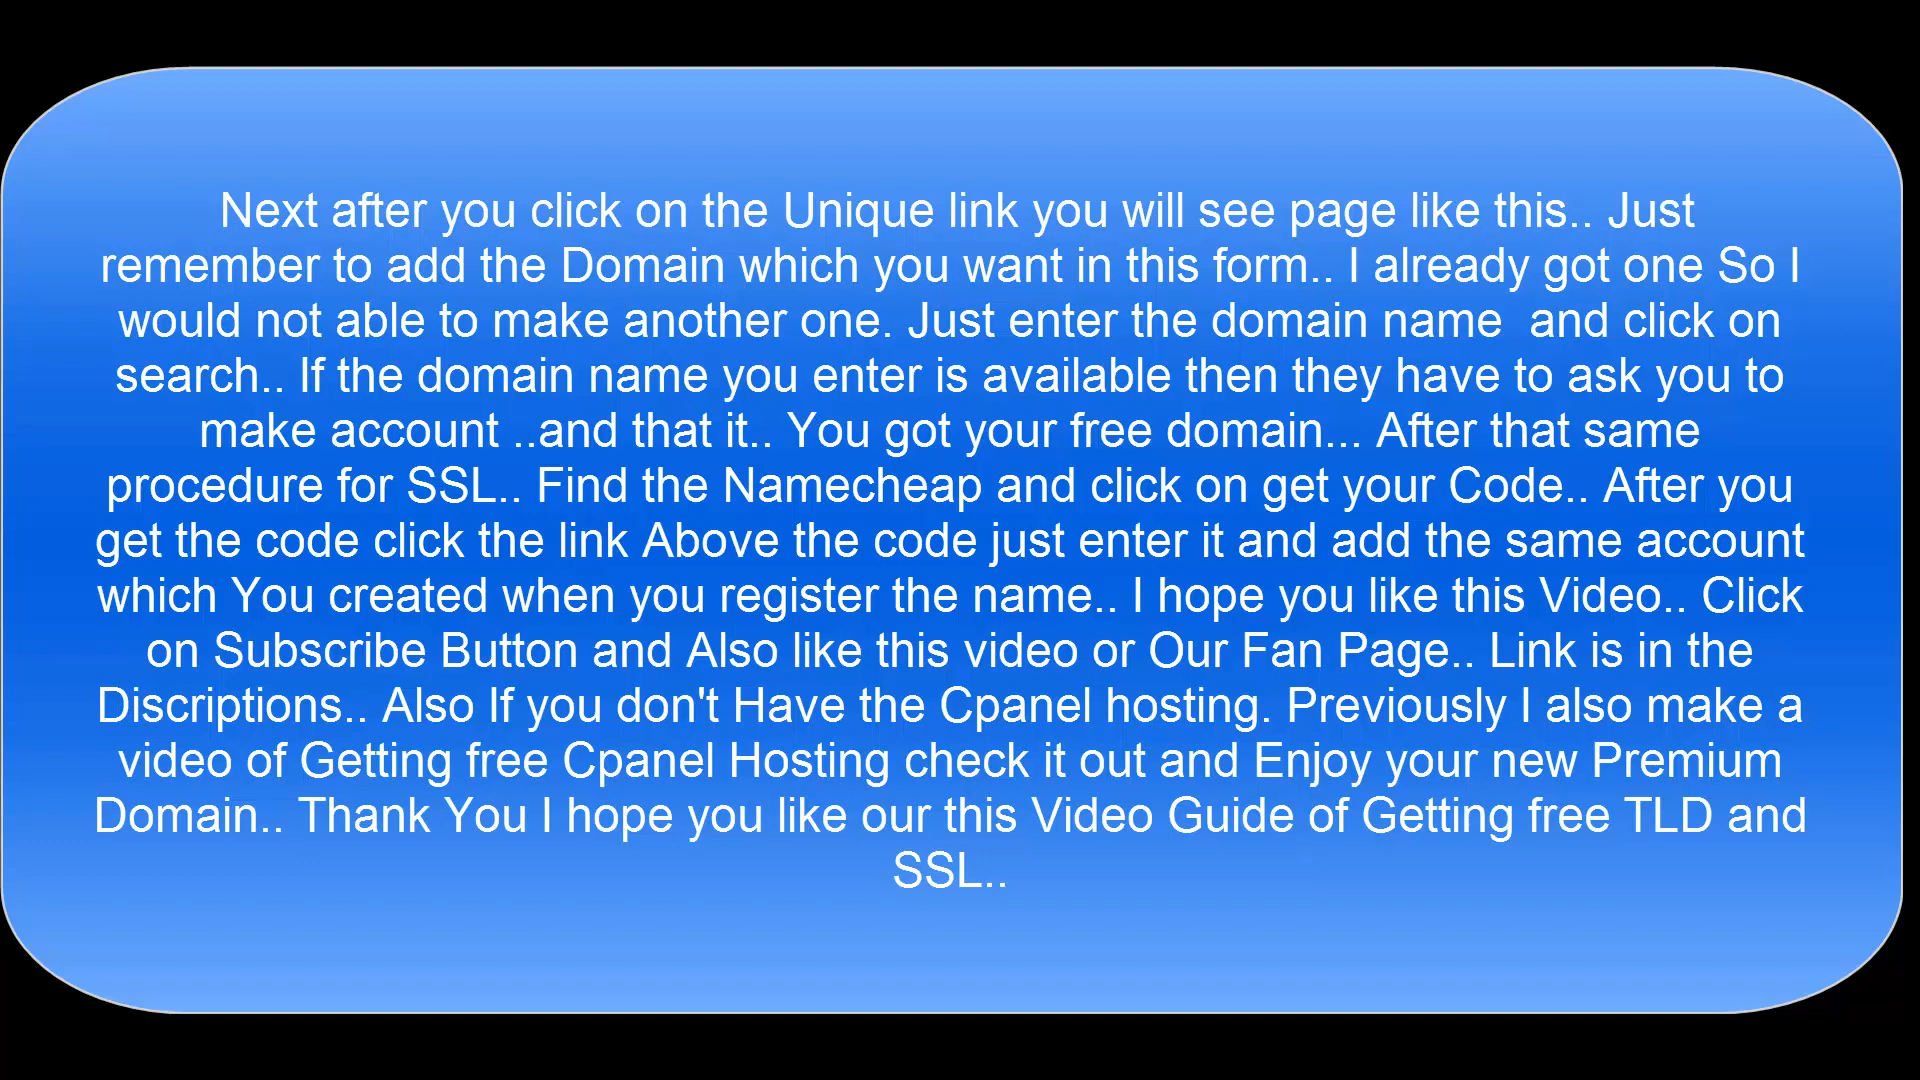 Next after you click on the Unique link you will see page like this.. Just
remember to add the Domain which you want in this form.. I already got one So I
would not able to make another one. Just enter the domain name  and click on
search.. If the domain name you enter is available then they have to ask you to
make account ..and that it.. You got your free domain... After that same
procedure for SSL.. Find the Namecheap and click on get your Code.. After you
get the code click the link Above the code just enter it and add the same account
which You created when you register the name.. I hope you like this Video.. Click
on Subscribe Button and Also like this video or Our Fan Page.. Link is in the
Discriptions.. Also If you don't Have the Cpanel hosting. Previously I also make a
video of Getting free Cpanel Hosting check it out and Enjoy your new Premium
Domain.. Thank You I hope you like our this Video Guide of Getting free TLD and
SSL..